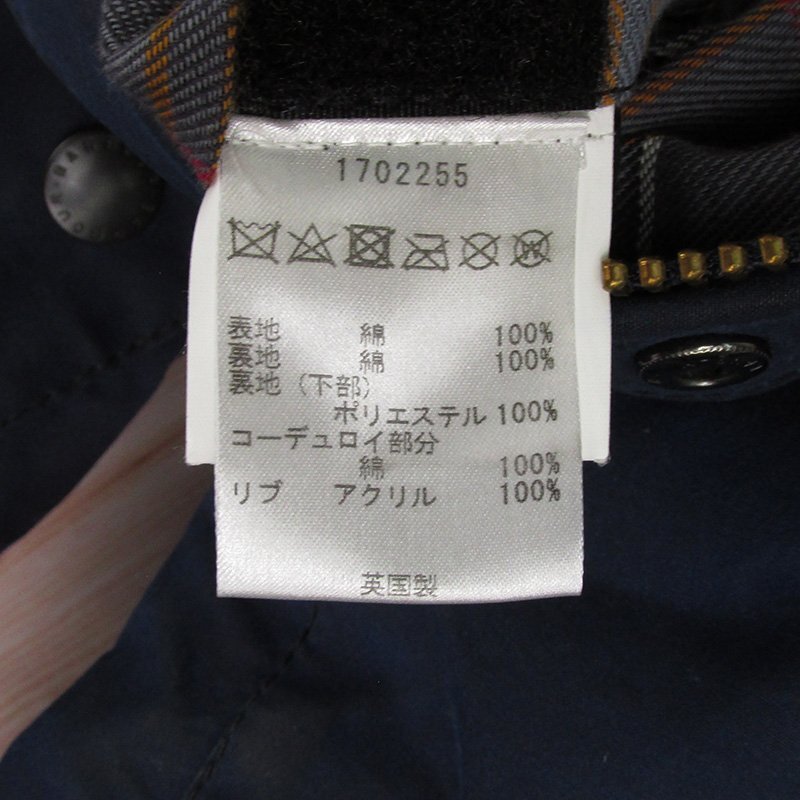 1702255
表地 綿 100%
裏地 綿 100%
裏地(下部)
ポリエステル 100%
コーデュロイ部分
綿 100%
リブ アクリル 100%
英国製